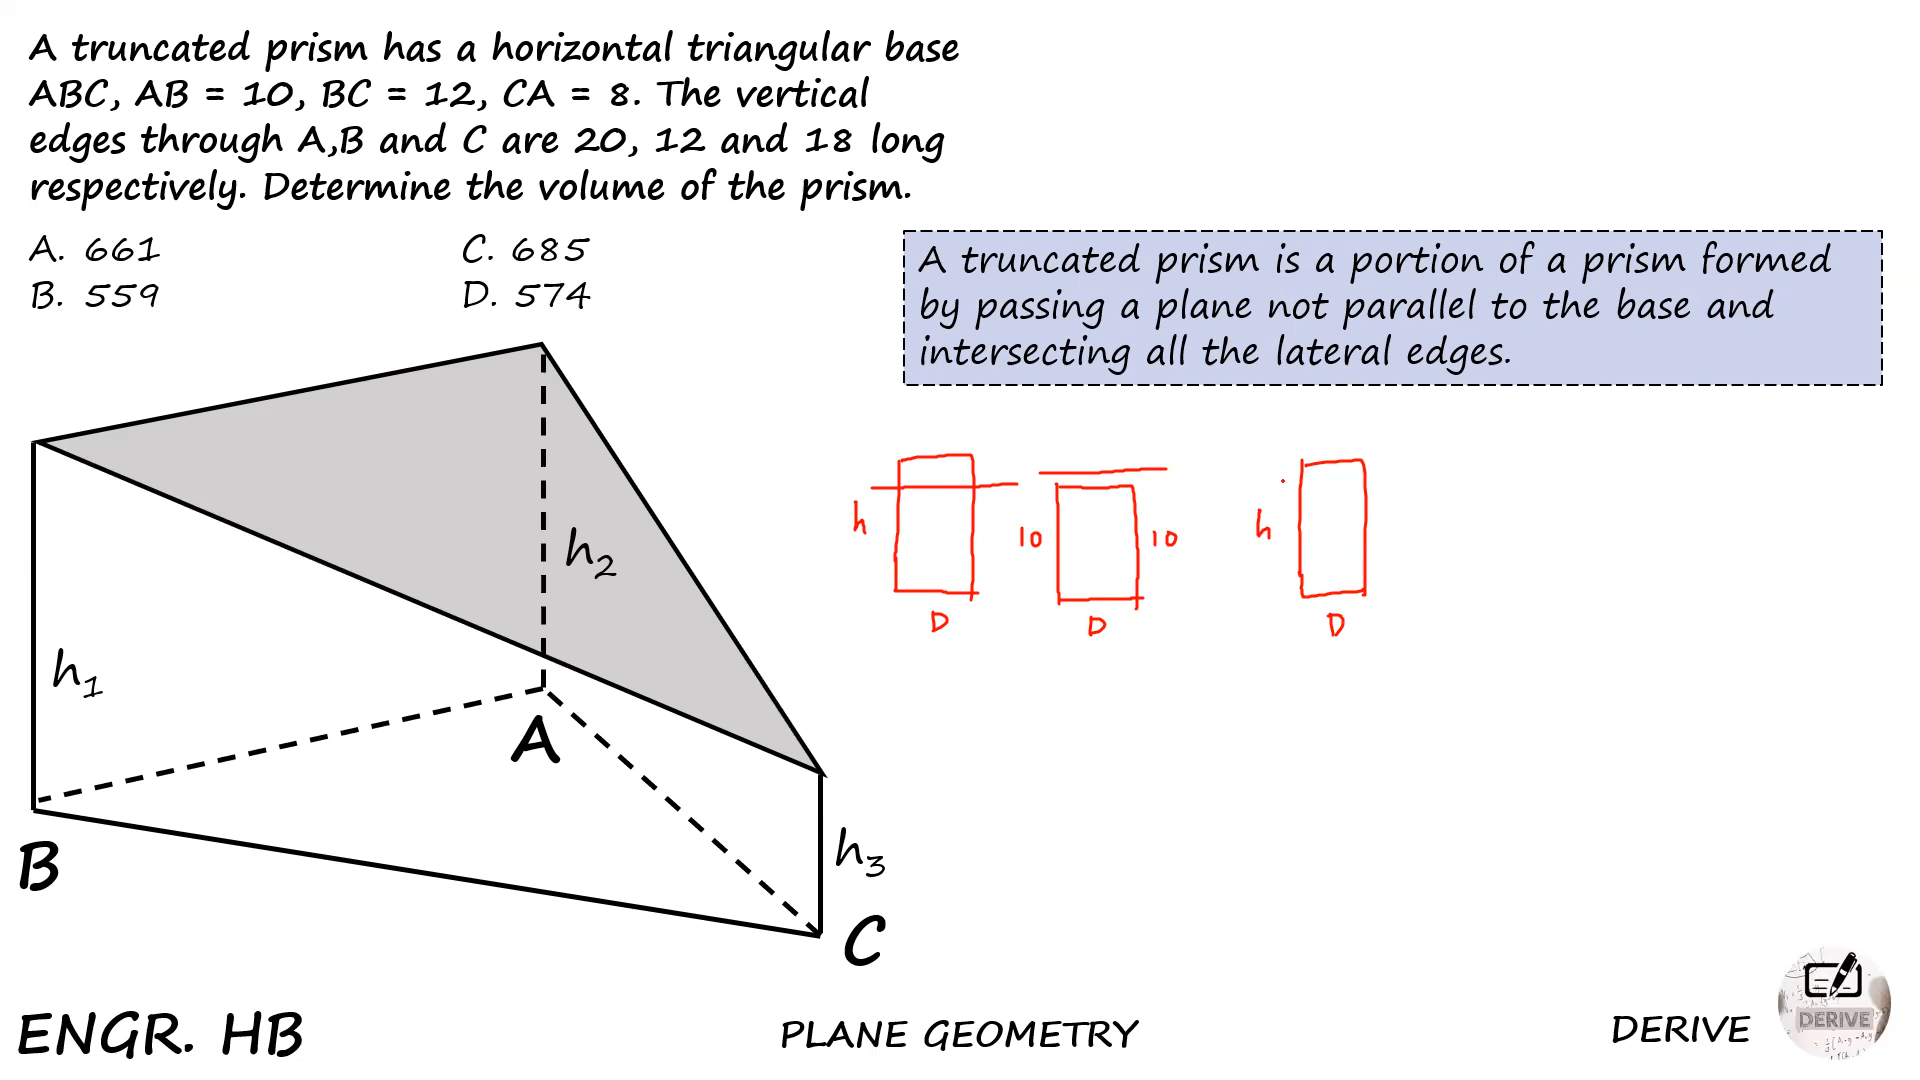 A truncated prism has a horizontal triangular base
ABC, AB = 10, BC = 12, CA = 8. The vertical
edges through A,B and C are 20, 12 and 18 long
respectively. Determine the volume of the prism.
A. 661
C. 685
B. 559
D. 574
A truncated prism is a portion of a prism formed
by passing a plane not parallel to the base and
intersecting all the lateral edges.
h
10
10
h
D
D
D
h₂
h₁
A
B
h₃
C
ENGR. HB
PLANE GEOMETRY
DERIVE
DERIVE